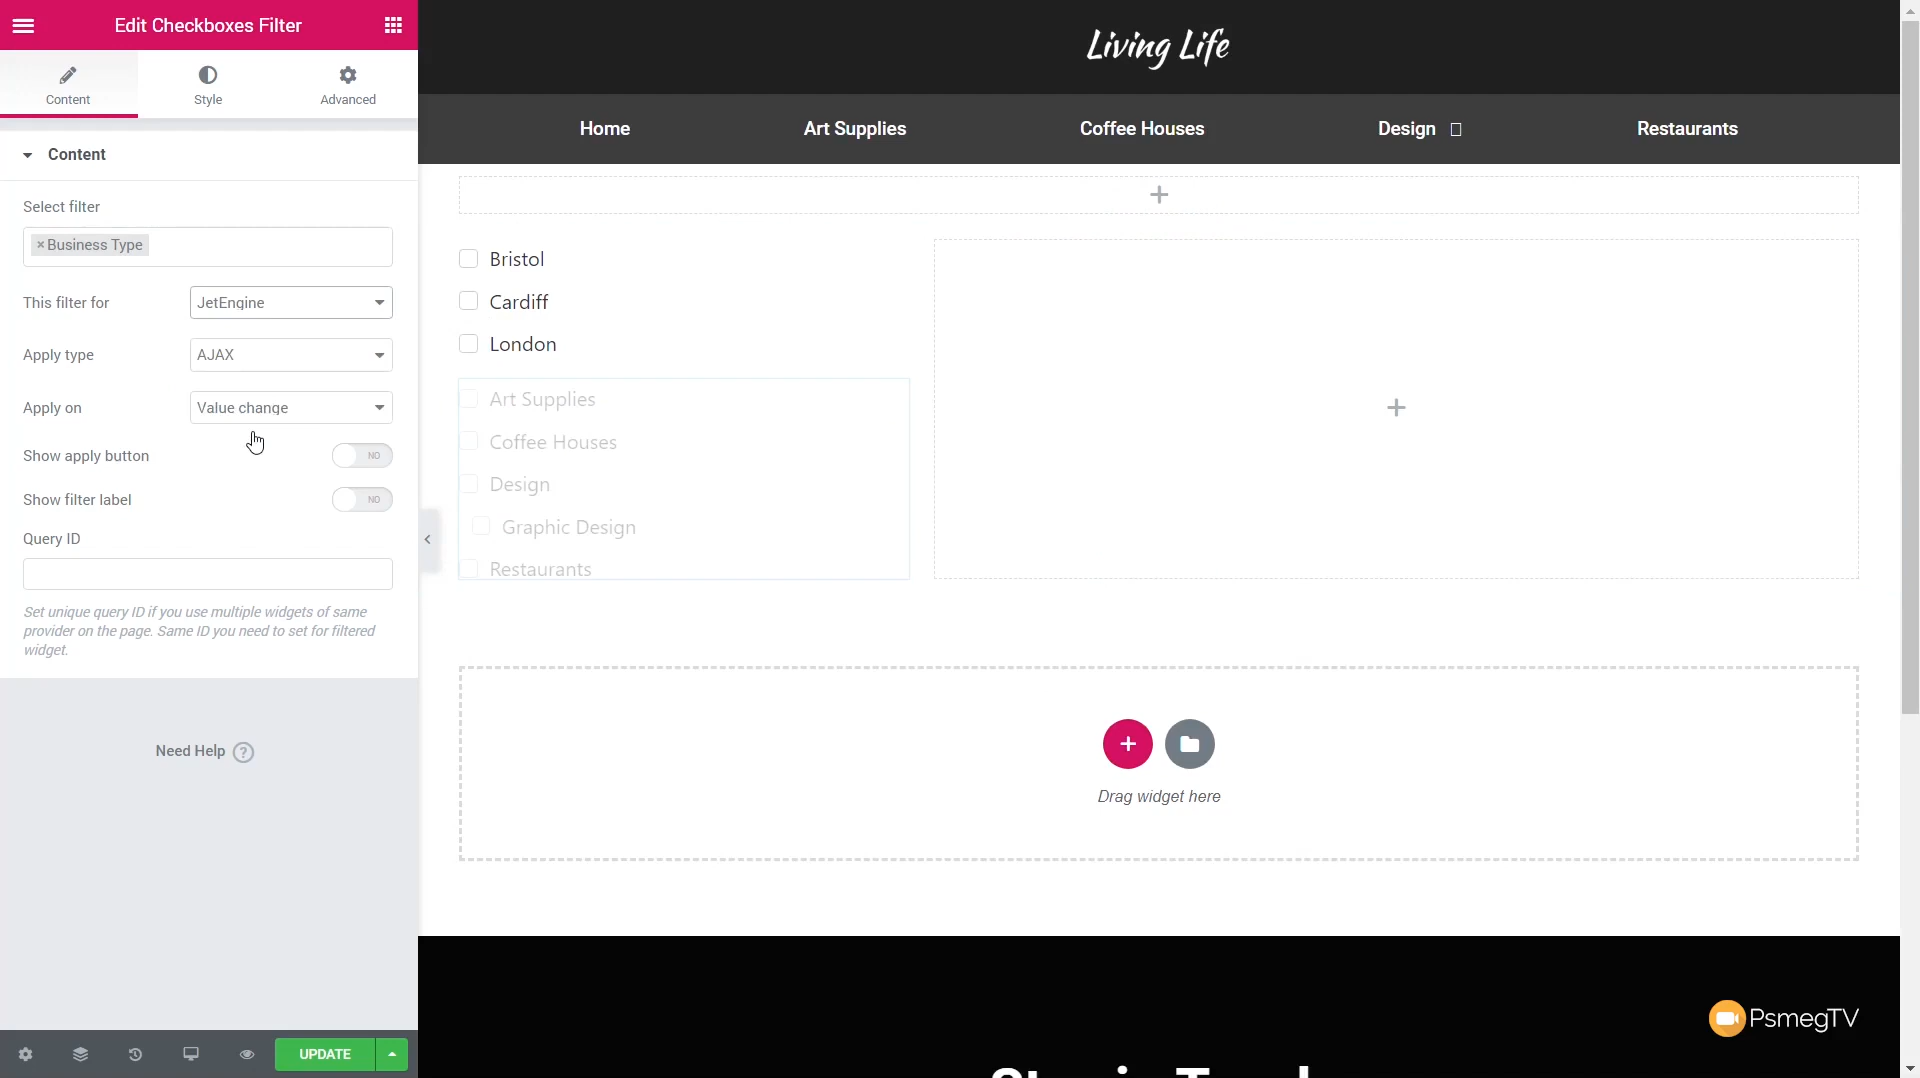 Edit Checkboxes Filter
Content
Style
Advanced
Content
Select filter
× Business Type
This filter for
JetEngine
Apply type
AJAX
Apply on
Value change
Show apply button
NO
Show filter label
NO
Query ID
Set unique query ID if you use multiple widgets of same
provider on the page. Same ID you need to set for filtered
widget.
Need Help ?
UPDATE
Living Life
Home
Art Supplies
Coffee Houses
Design
Restaurants
Bristol
Cardiff
London
Art Supplies
Coffee Houses
Design
Graphic Design
Restaurants
Drag widget here
PsmegTV